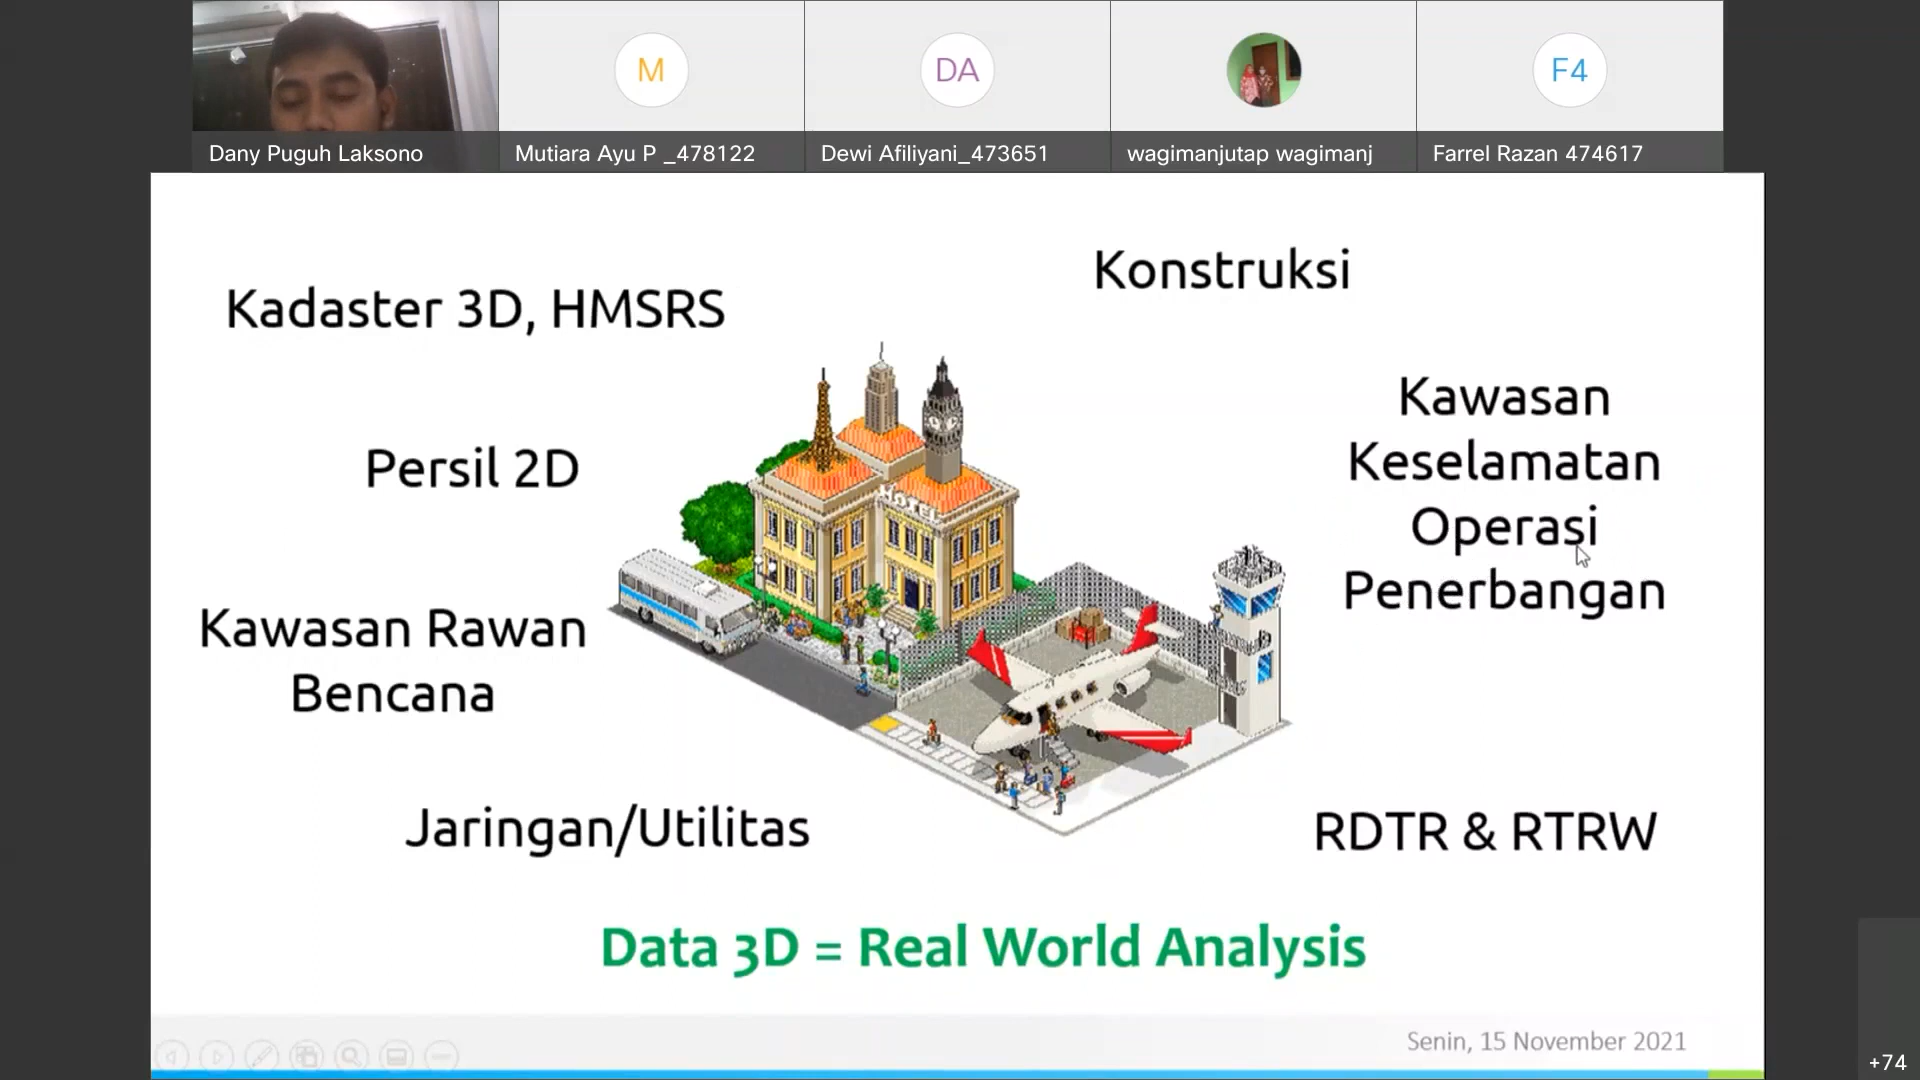 M
DA
F4
Dany Puguh Laksono
Mutiara Ayu P _478122
Dewi Afiliyani_473651
wagimanjutap wagimanj
Farrel Razan 474617
Konstruksi
Kadaster 3D, HMSRS
Kawasan
Keselamatan
Operasi
Penerbangan
Persil 2D
HOTEL
Kawasan Rawan
Bencana
Jaringan/Utilitas
RDTR & RTRW
Data 3D = Real World Analysis
Senin, 15 November 2021
+74